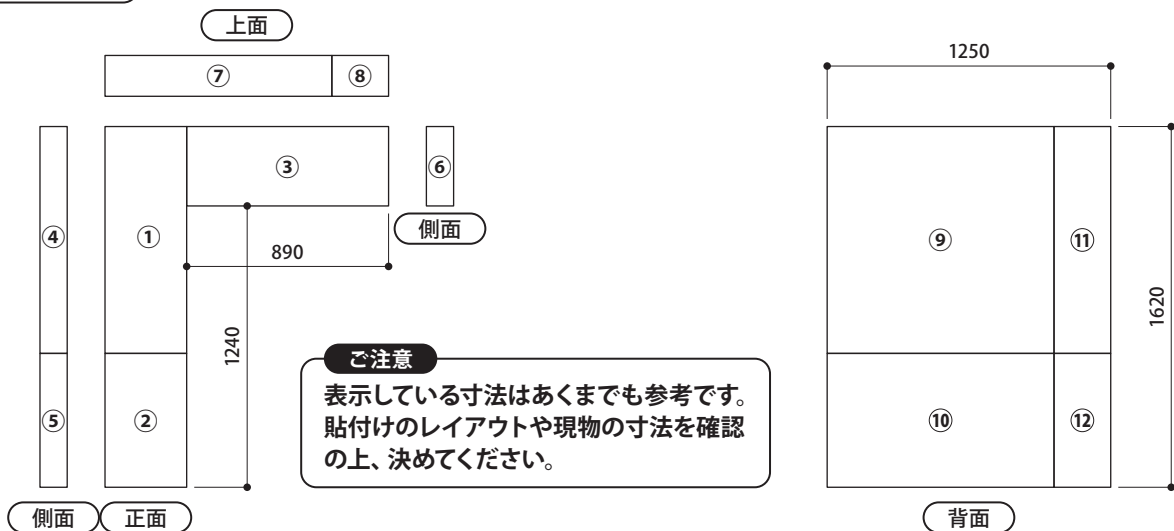 上面
⑦
⑧
④
①
③
⑥
側面
890
1240
⑤
②
側面
正面
ご注意
表示している寸法はあくまでも参考です。
貼付けのレイアウトや現物の寸法を確認
の上、決めてください。
1250
⑨
⑪
1620
⑩
⑫
背面